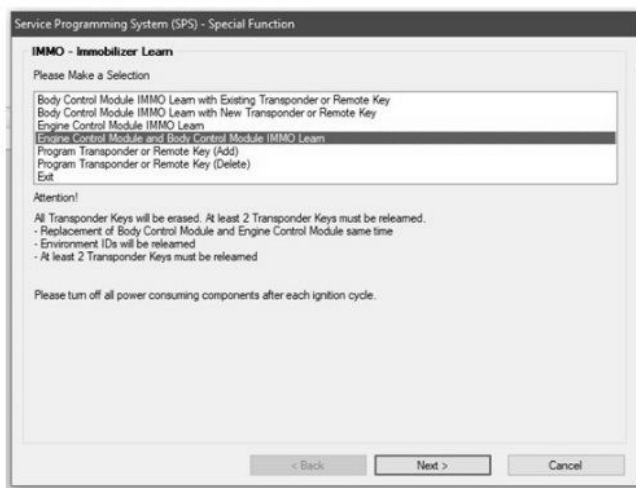 Service Programming System (SPS) - Special Function
IMMO - Immobilizer Learn
Please Make a Selection
Body Control Module IMMO Learn with Existing Transponder or Remote Key
Body Control Module IMMO Learn with New Transponder or Remote Key
Engine Control Module IMMO Learn
Engine Control Module and Body Control Module IMMO Learn
Program Transponder or Remote Key (Add)
Program Transponder or Remote Key (Delete)
Exit
Attention!
All Transponder Keys will be erased. At least 2 Transponder Keys must be relearned.
- Replacement of Body Control Module and Engine Control Module same time
- Environment IDs will be relearned
- At least 2 Transponder Keys must be relearned
Please turn off all power consuming components after each ignition cycle.
< Back Next > Cancel